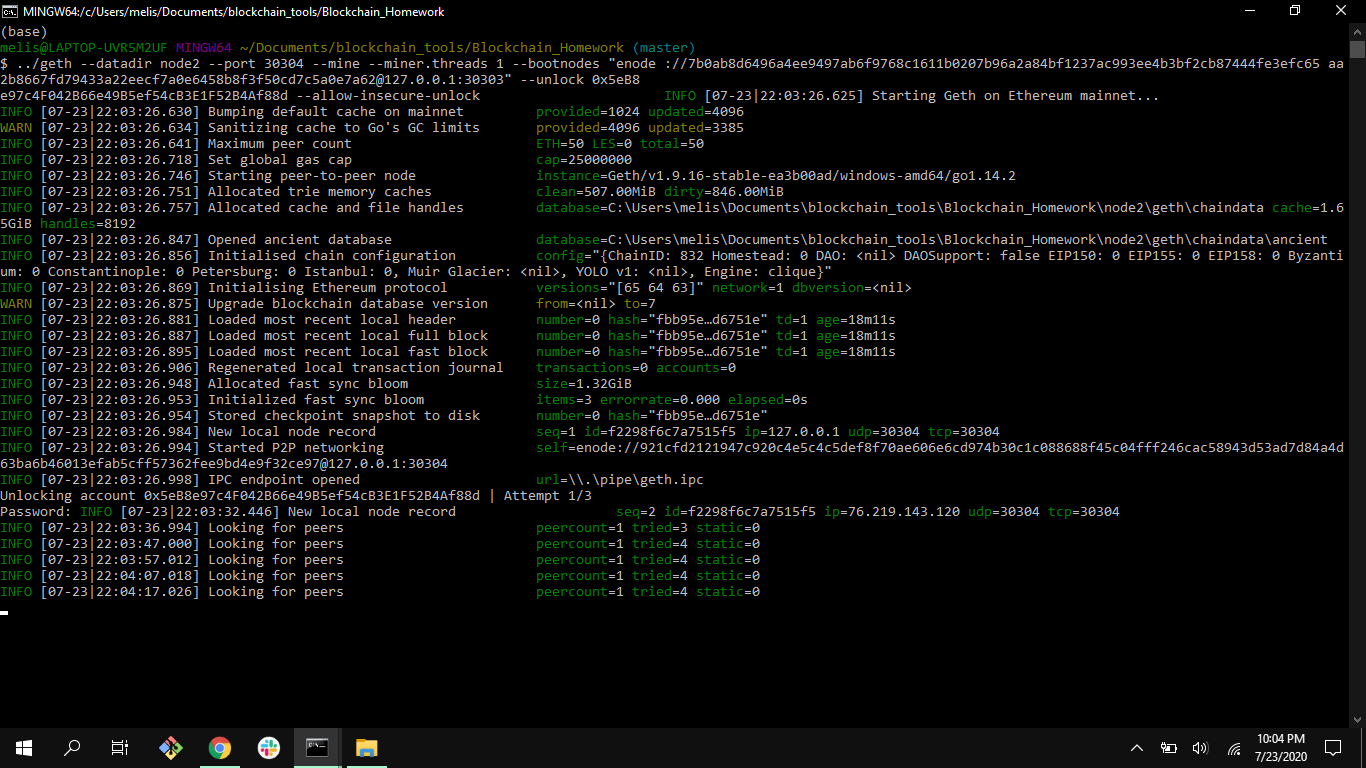 MINGW64:/c/Users/melis/Documents/blockchain_tools/Blockchain_Homework
(base)
melis@LAPTOP-UVR5M2UF MINGW64 ~/Documents/blockchain_tools/Blockchain_Homework (master)
$ ../geth --datadir node2 --port 30304 --mine --miner.threads 1 --bootnodes "enode ://7b0ab8d6496a4ee9497ab6f9768c1611b0207b96a2a84bf1237ac993ee4b3bf2cb87444fe3efc65 aa
2b8667fd79433a22eecf7a0e6458b8f3f50cd7c5a0e7a62@127.0.0.1:30303" --unlock 0x5eB8
e97c4F042B66e49B5ef54cB3E1F52B4Af88d --allow-insecure-unlock INFO [07-23|22:03:26.625] Starting Geth on Ethereum mainnet...
INFO [07-23|22:03:26.630] Bumping default cache on mainnet provided=1024 updated=4096
WARN [07-23|22:03:26.634] Sanitizing cache to Go's GC limits provided=4096 updated=3385
INFO [07-23|22:03:26.641] Maximum peer count ETH=50 LES=0 total=50
INFO [07-23|22:03:26.718] Set global gas cap cap=25000000
INFO [07-23|22:03:26.746] Starting peer-to-peer node instance=Geth/v1.9.16-stable-ea3b00ad/windows-amd64/go1.14.2
INFO [07-23|22:03:26.751] Allocated trie memory caches clean=507.00MiB dirty=846.00MiB
INFO [07-23|22:03:26.757] Allocated cache and file handles database=C:\Users\melis\Documents\blockchain_tools\Blockchain_Homework\node2\geth\chaindata cache=1.6
5GiB handles=8192
INFO [07-23|22:03:26.847] Opened ancient database database=C:\Users\melis\Documents\blockchain_tools\Blockchain_Homework\node2\geth\chaindata\ancient
INFO [07-23|22:03:26.856] Initialised chain configuration config="{ChainID: 832 Homestead: 0 DAO: <nil> DAOSupport: false EIP150: 0 EIP155: 0 EIP158: 0 Byzanti
um: 0 Constantinople: 0 Petersburg: 0 Istanbul: 0, Muir Glacier: <nil>, YOLO v1: <nil>, Engine: clique}"
INFO [07-23|22:03:26.869] Initialising Ethereum protocol versions="[65 64 63]" network=1 dbversion=<nil>
WARN [07-23|22:03:26.875] Upgrade blockchain database version from=<nil> to=7
INFO [07-23|22:03:26.881] Loaded most recent local header number=0 hash="fbb95e…d6751e" td=1 age=18m11s
INFO [07-23|22:03:26.887] Loaded most recent local full block number=0 hash="fbb95e…d6751e" td=1 age=18m11s
INFO [07-23|22:03:26.895] Loaded most recent local fast block number=0 hash="fbb95e…d6751e" td=1 age=18m11s
INFO [07-23|22:03:26.906] Regenerated local transaction journal transactions=0 accounts=0
INFO [07-23|22:03:26.948] Allocated fast sync bloom size=1.32GiB
INFO [07-23|22:03:26.953] Initialized fast sync bloom items=3 errorrate=0.000 elapsed=0s
INFO [07-23|22:03:26.954] Stored checkpoint snapshot to disk number=0 hash="fbb95e…d6751e"
INFO [07-23|22:03:26.984] New local node record seq=1 id=f2298f6c7a7515f5 ip=127.0.0.1 udp=30304 tcp=30304
INFO [07-23|22:03:26.994] Started P2P networking self=enode://921cfd2121947c920c4e5c4c5def8f70ae606e6cd974b30c1c088688f45c04fff246cac58943d53ad7d84a4d
63ba6b46013efab5cff57362fee9bd4e9f32ce97@127.0.0.1:30304
INFO [07-23|22:03:26.998] IPC endpoint opened url=\\.\pipe\geth.ipc
Unlocking account 0x5eB8e97c4F042B66e49B5ef54cB3E1F52B4Af88d | Attempt 1/3
Password: INFO [07-23|22:03:32.446] New local node record seq=2 id=f2298f6c7a7515f5 ip=76.219.143.120 udp=30304 tcp=30304
INFO [07-23|22:03:36.994] Looking for peers peercount=1 tried=3 static=0
INFO [07-23|22:03:47.000] Looking for peers peercount=1 tried=4 static=0
INFO [07-23|22:03:57.012] Looking for peers peercount=1 tried=4 static=0
INFO [07-23|22:04:07.018] Looking for peers peercount=1 tried=4 static=0
INFO [07-23|22:04:17.026] Looking for peers peercount=1 tried=4 static=0
10:04 PM
7/23/2020